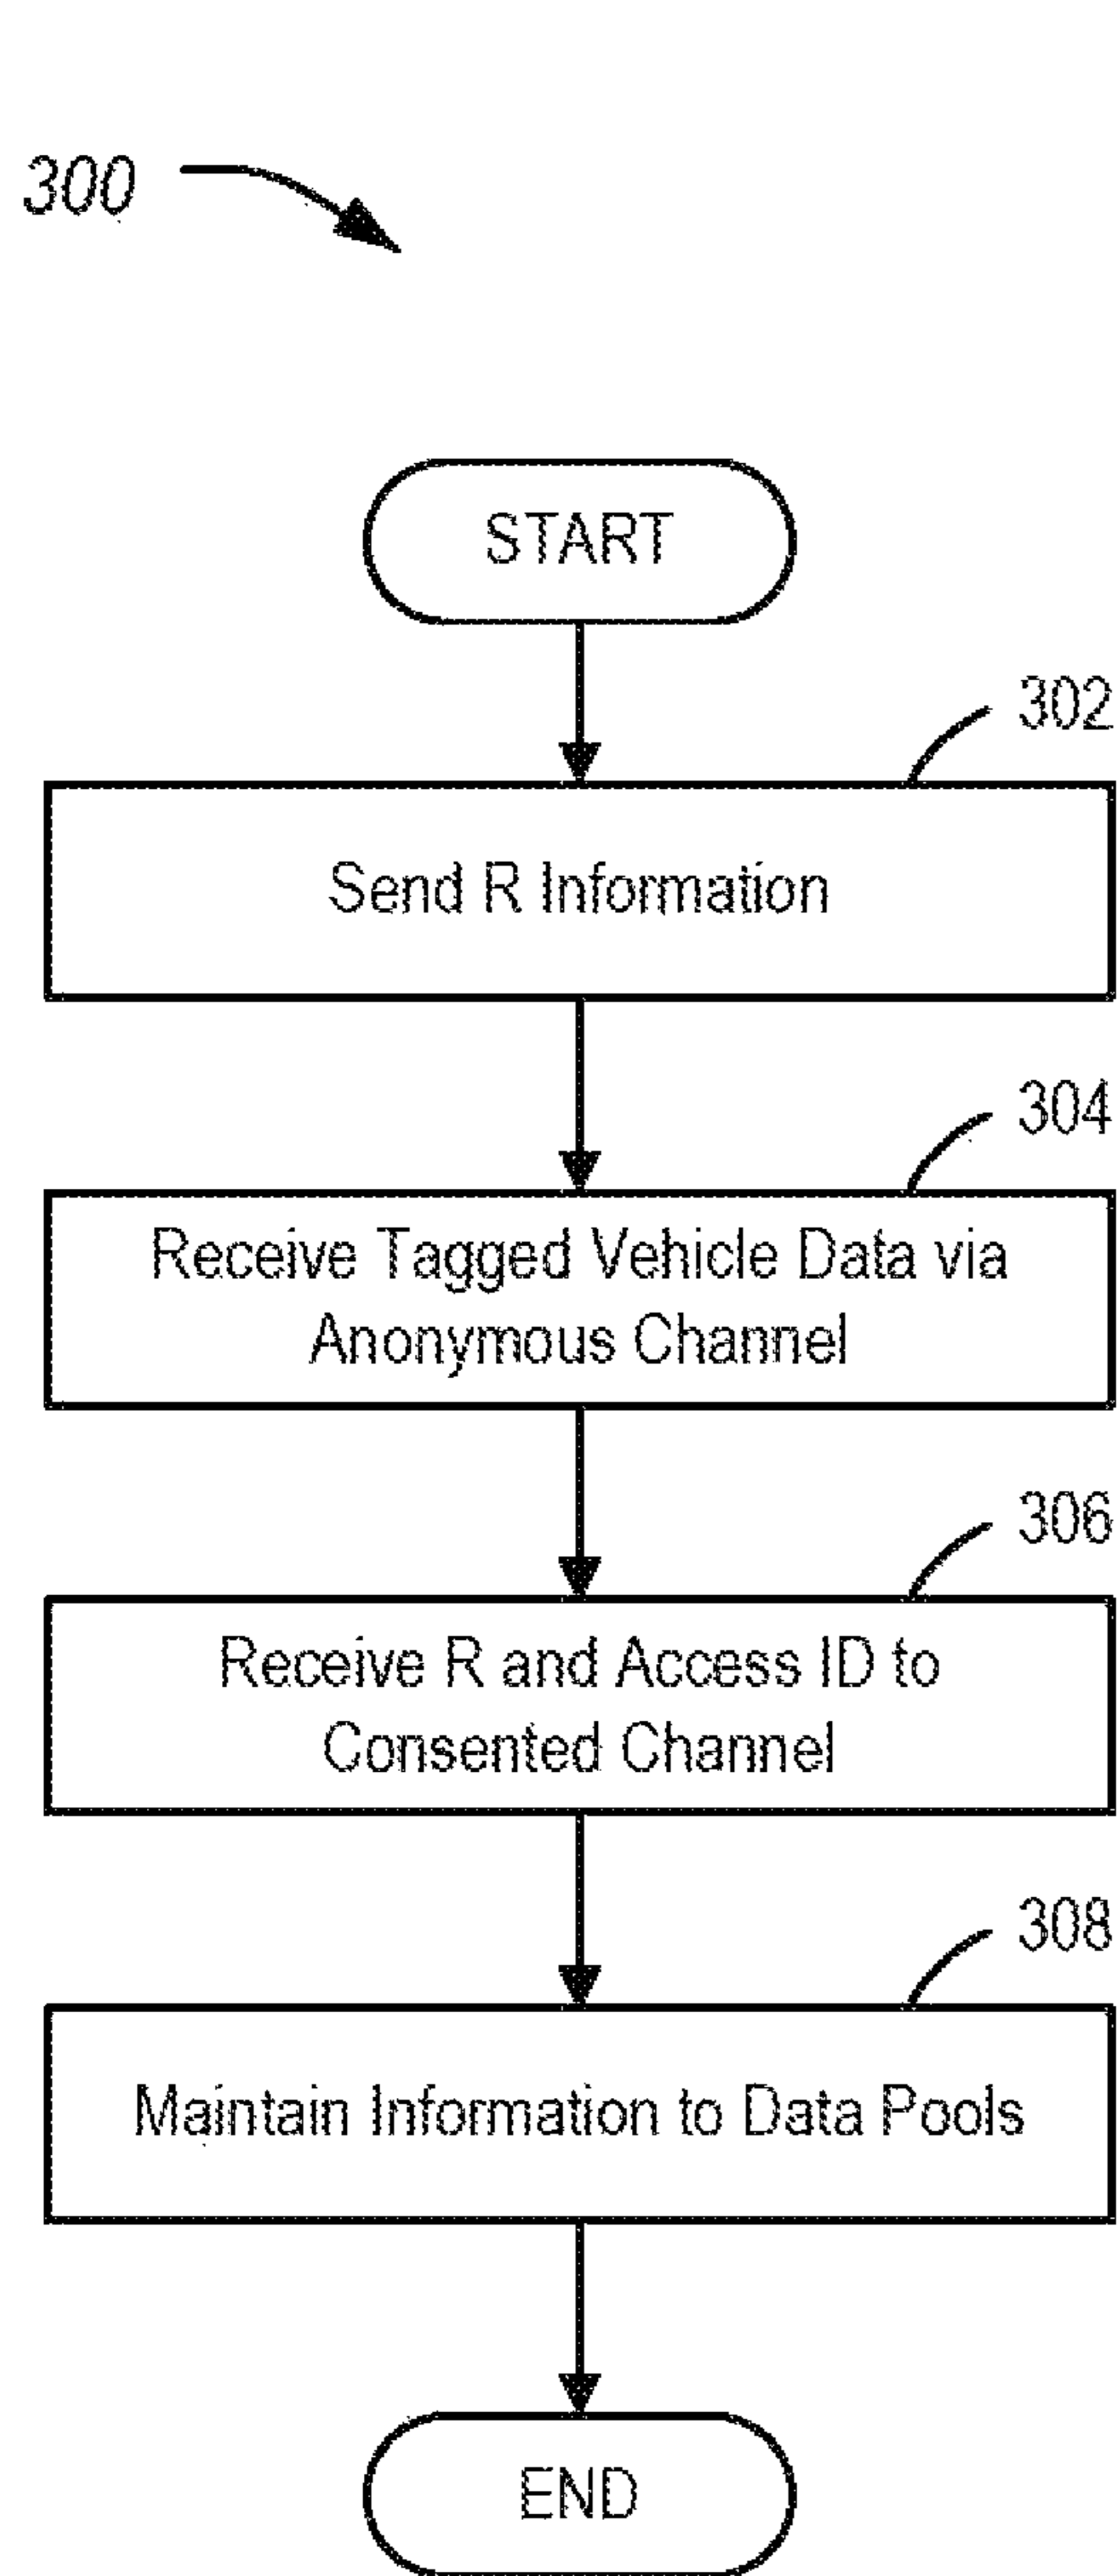 300
START
302
Send R Information
304
Receive Tagged Vehicle Data via
Anonymous Channel
306
Receive R and Access ID to
Consented Channel
308
Maintain Information to Data Pools
END